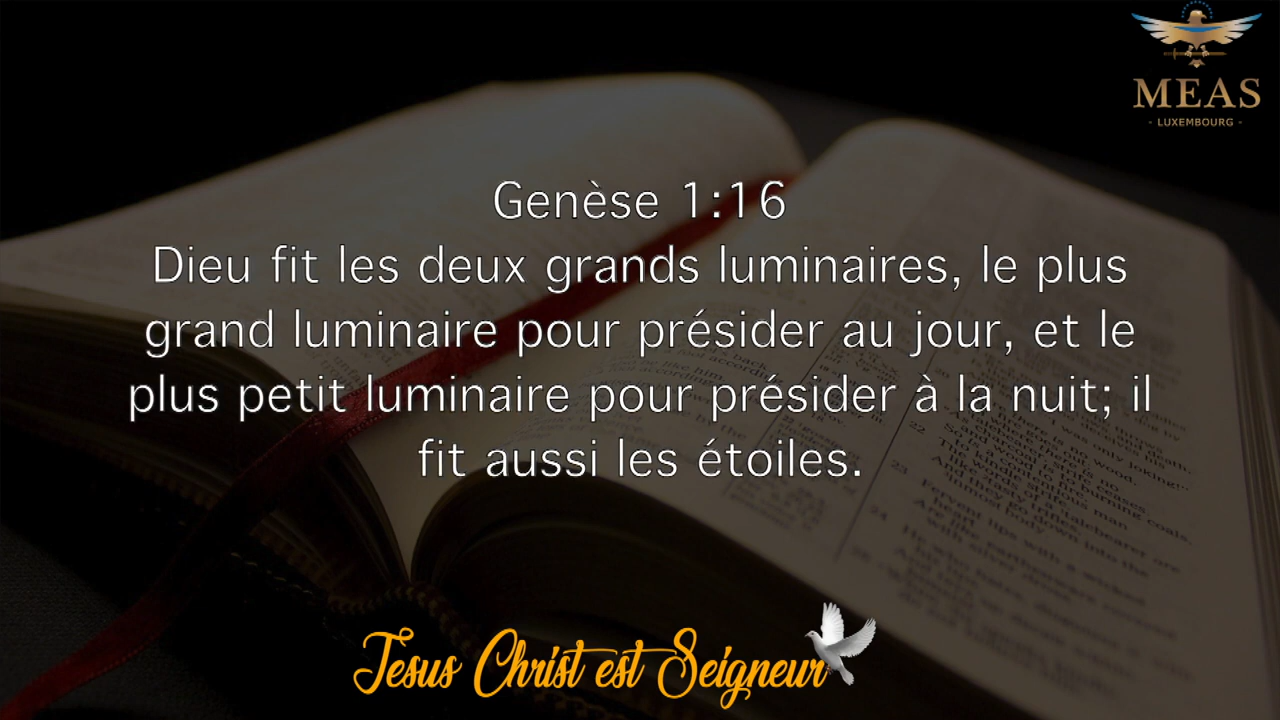 MEAS
- LUXEMBOURG -
Genèse 1:16
Dieu fit les deux grands luminaires, le plus
grand luminaire pour présider au jour, et le
plus petit luminaire pour présider à la nuit; il
fit aussi les étoiles.
Jesus Christ est Seigneur